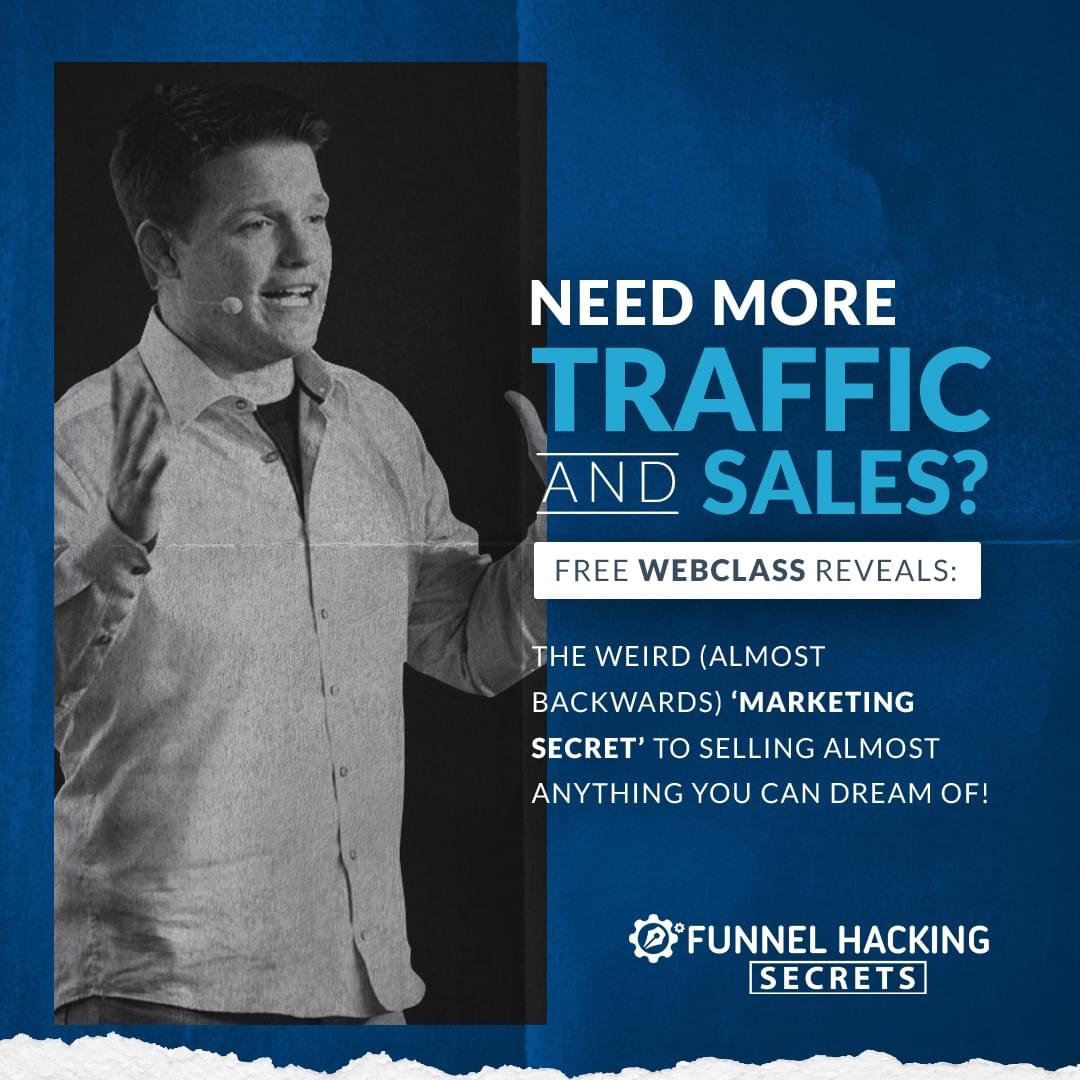 NEED MORE
TRAFFIC
AND SALES?
FREE WEBCLASS REVEALS:
THE WEIRD (ALMOST
BACKWARDS) ‘MARKETING
SECRET’ TO SELLING ALMOST
ANYTHING YOU CAN DREAM OF!
FUNNEL HACKING
SECRETS